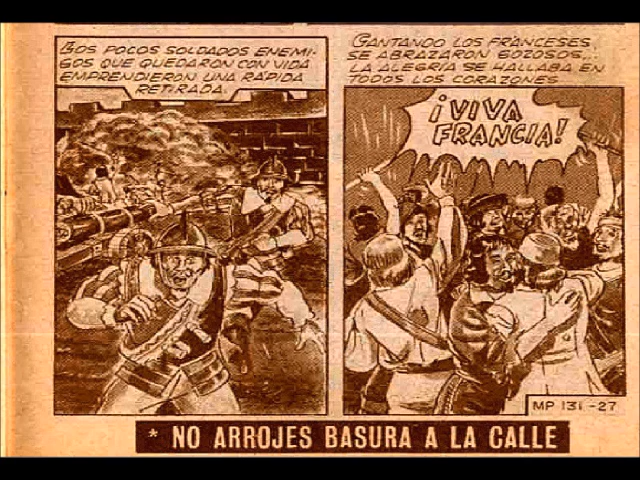 LOS POCOS SOLDADOS ENEMI-
GOS QUE QUEDARON CON VIDA
EMPRENDIERON UNA RÁPIDA
RETIRADA.
CANTANDO LOS FRANCESES
SE ABRAZARON GOZOSOS...
LA ALEGRÍA SE HALLABA EN
TODOS LOS CORAZONES
¡VIVA
FRANCIA!
MP 131-27
* NO ARROJES BASURA A LA CALLE